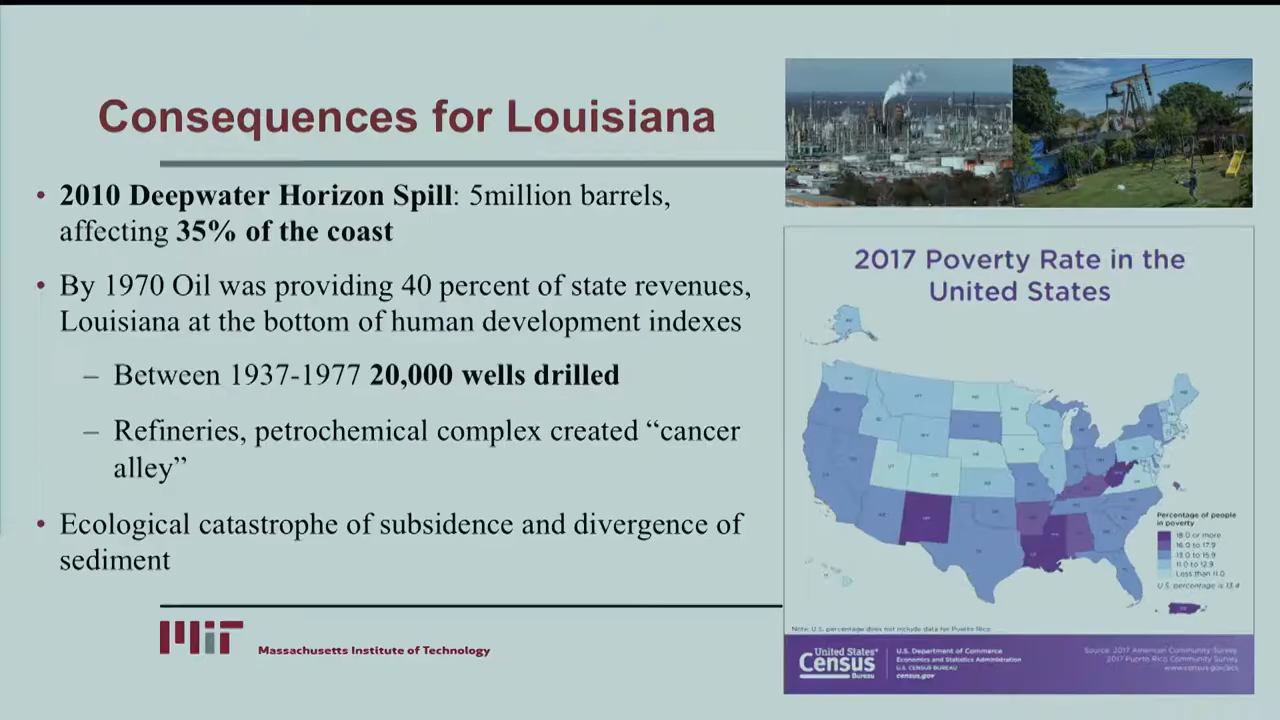 Consequences for Louisiana
• 2010 Deepwater Horizon Spill: 5million barrels,
affecting 35% of the coast
• By 1970 Oil was providing 40 percent of state revenues,
Louisiana at the bottom of human development indexes
– Between 1937-1977 20,000 wells drilled
– Refineries, petrochemical complex created “cancer
alley”
• Ecological catastrophe of subsidence and divergence of
sediment
MIT
Massachusetts Institute of Technology
2017 Poverty Rate in the
United States
Percentage of people
in poverty
18.0 or more
16.0 to 17.9
13.0 to 15.9
11.0 to 12.9
Less than 11.0
U.S. percentage is 13.4
Note: U.S. percentage does not include data for Puerto Rico
United States®
Census
Bureau
U.S. Department of Commerce
Economics and Statistics Administration
U.S. CENSUS BUREAU
census.gov
Source: 2017 American Community Survey
2017 Puerto Rico Community Survey